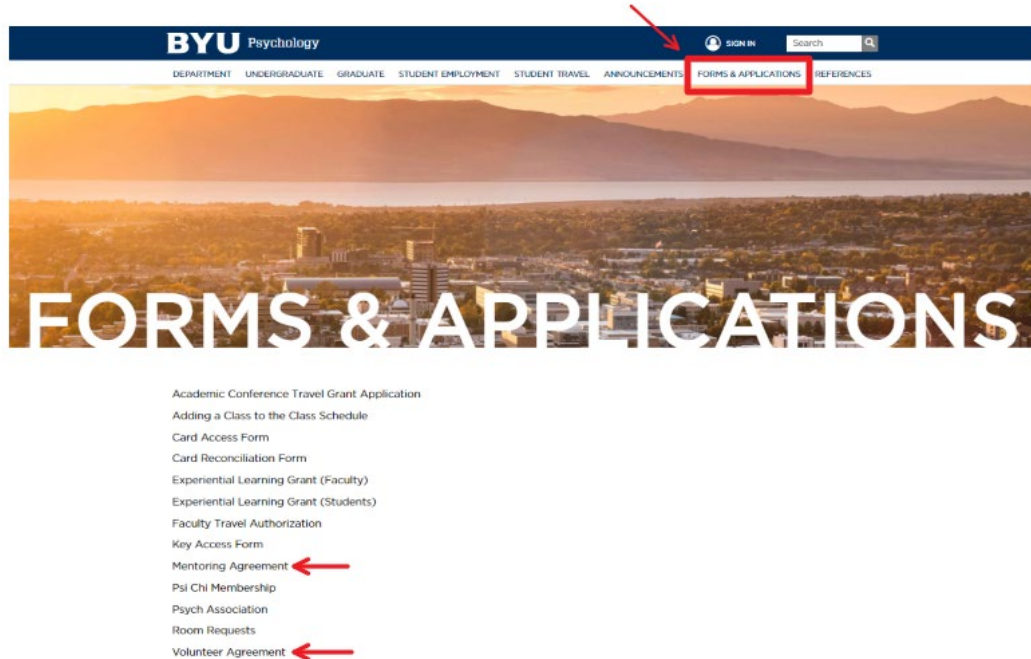 BYU Psychology SIGN IN Search
DEPARTMENT UNDERGRADUATE GRADUATE STUDENT EMPLOYMENT STUDENT TRAVEL ANNOUNCEMENTS FORMS & APPLICATIONS REFERENCES
FORMS & APPLICATIONS
Academic Conference Travel Grant Application
Adding a Class to the Class Schedule
Card Access Form
Card Reconciliation Form
Experiential Learning Grant (Faculty)
Experiential Learning Grant (Students)
Faculty Travel Authorization
Key Access Form
Mentoring Agreement
Psi Chi Membership
Psych Association
Room Requests
Volunteer Agreement